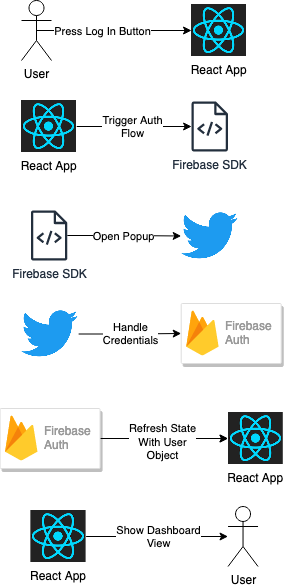 Press Log In Button
User
React App
Trigger Auth
Flow
React App
Firebase SDK
Open Popup
Firebase SDK
Handle
Credentials
Firebase
Auth
Firebase
Auth
Refresh State
With User
Object
React App
Show Dashboard
View
React App
User